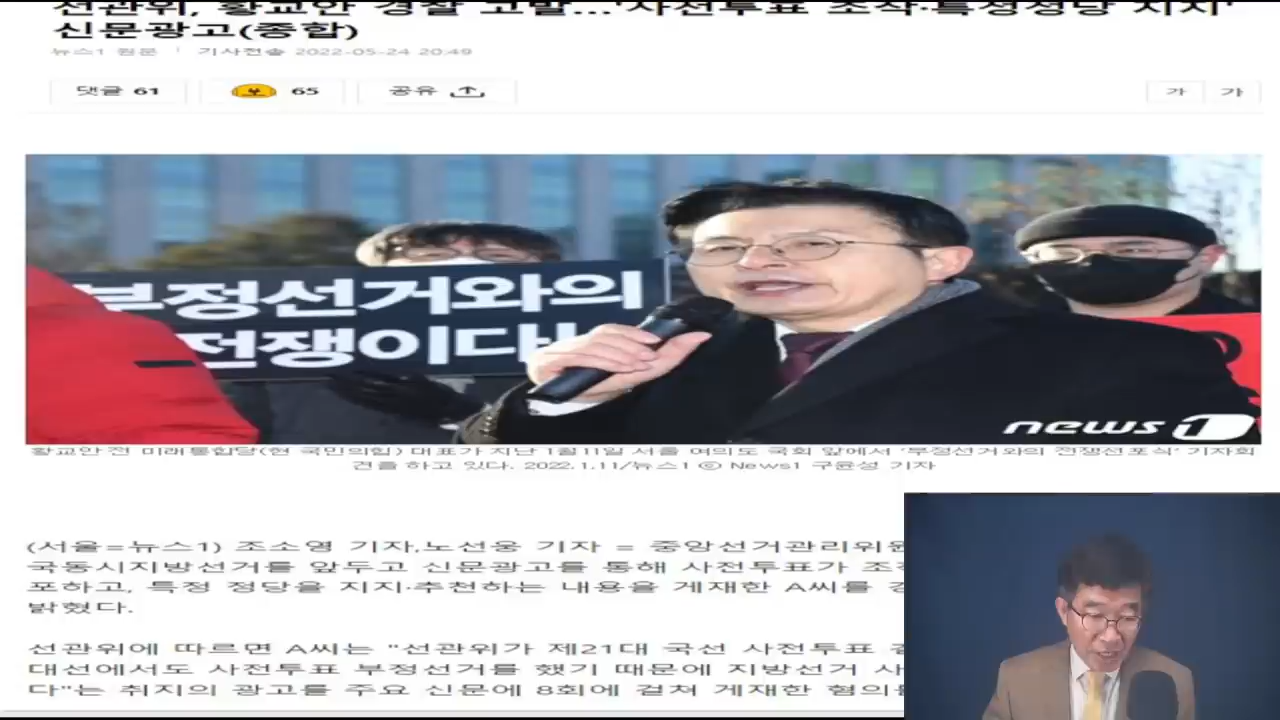 선관위, 황교안 경찰 고발…'사전투표 조작·특정정당 지지'
신문광고(종합)
뉴스1 원문 기사전송 2022-05-24 20:49
댓글 61
65
공유
가 가
부정선거와의
전쟁이다!
news 1
황교안 전 미래통합당(현 국민의힘) 대표가 지난 1월11일 서울 여의도 국회 앞에서 '부정선거와의 전쟁선포식' 기자회
견을 하고 있다. 2022.1.11/뉴스1 © News1 구윤성 기자
(서울=뉴스1) 조소영 기자,노선웅 기자 = 중앙선거관리위원
국동시지방선거를 앞두고 신문광고를 통해 사전투표가 조
포하고, 특정 정당을 지지·추천하는 내용을 게재한 A씨를
밝혔다.
선관위에 따르면 A씨는 "선관위가 제21대 국선 사전투표
대선에서도 사전투표 부정선거를 했기 때문에 지방선거 사
다"는 취지의 광고를 주요 신문에 8회에 걸쳐 게재한 혐의